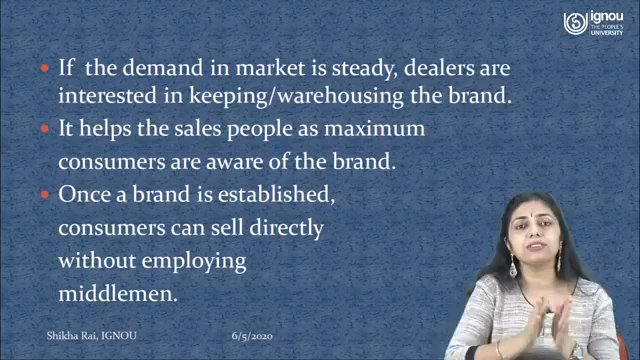 ignou
THE PEOPLE'S
UNIVERSITY
If the demand in market is steady, dealers are
interested in keeping/warehousing the brand.
It helps the sales people as maximum
consumers are aware of the brand.
Once a brand is established,
consumers can sell directly
without employing
middlemen.
Shikha Rai, IGNOU 6/5/2020